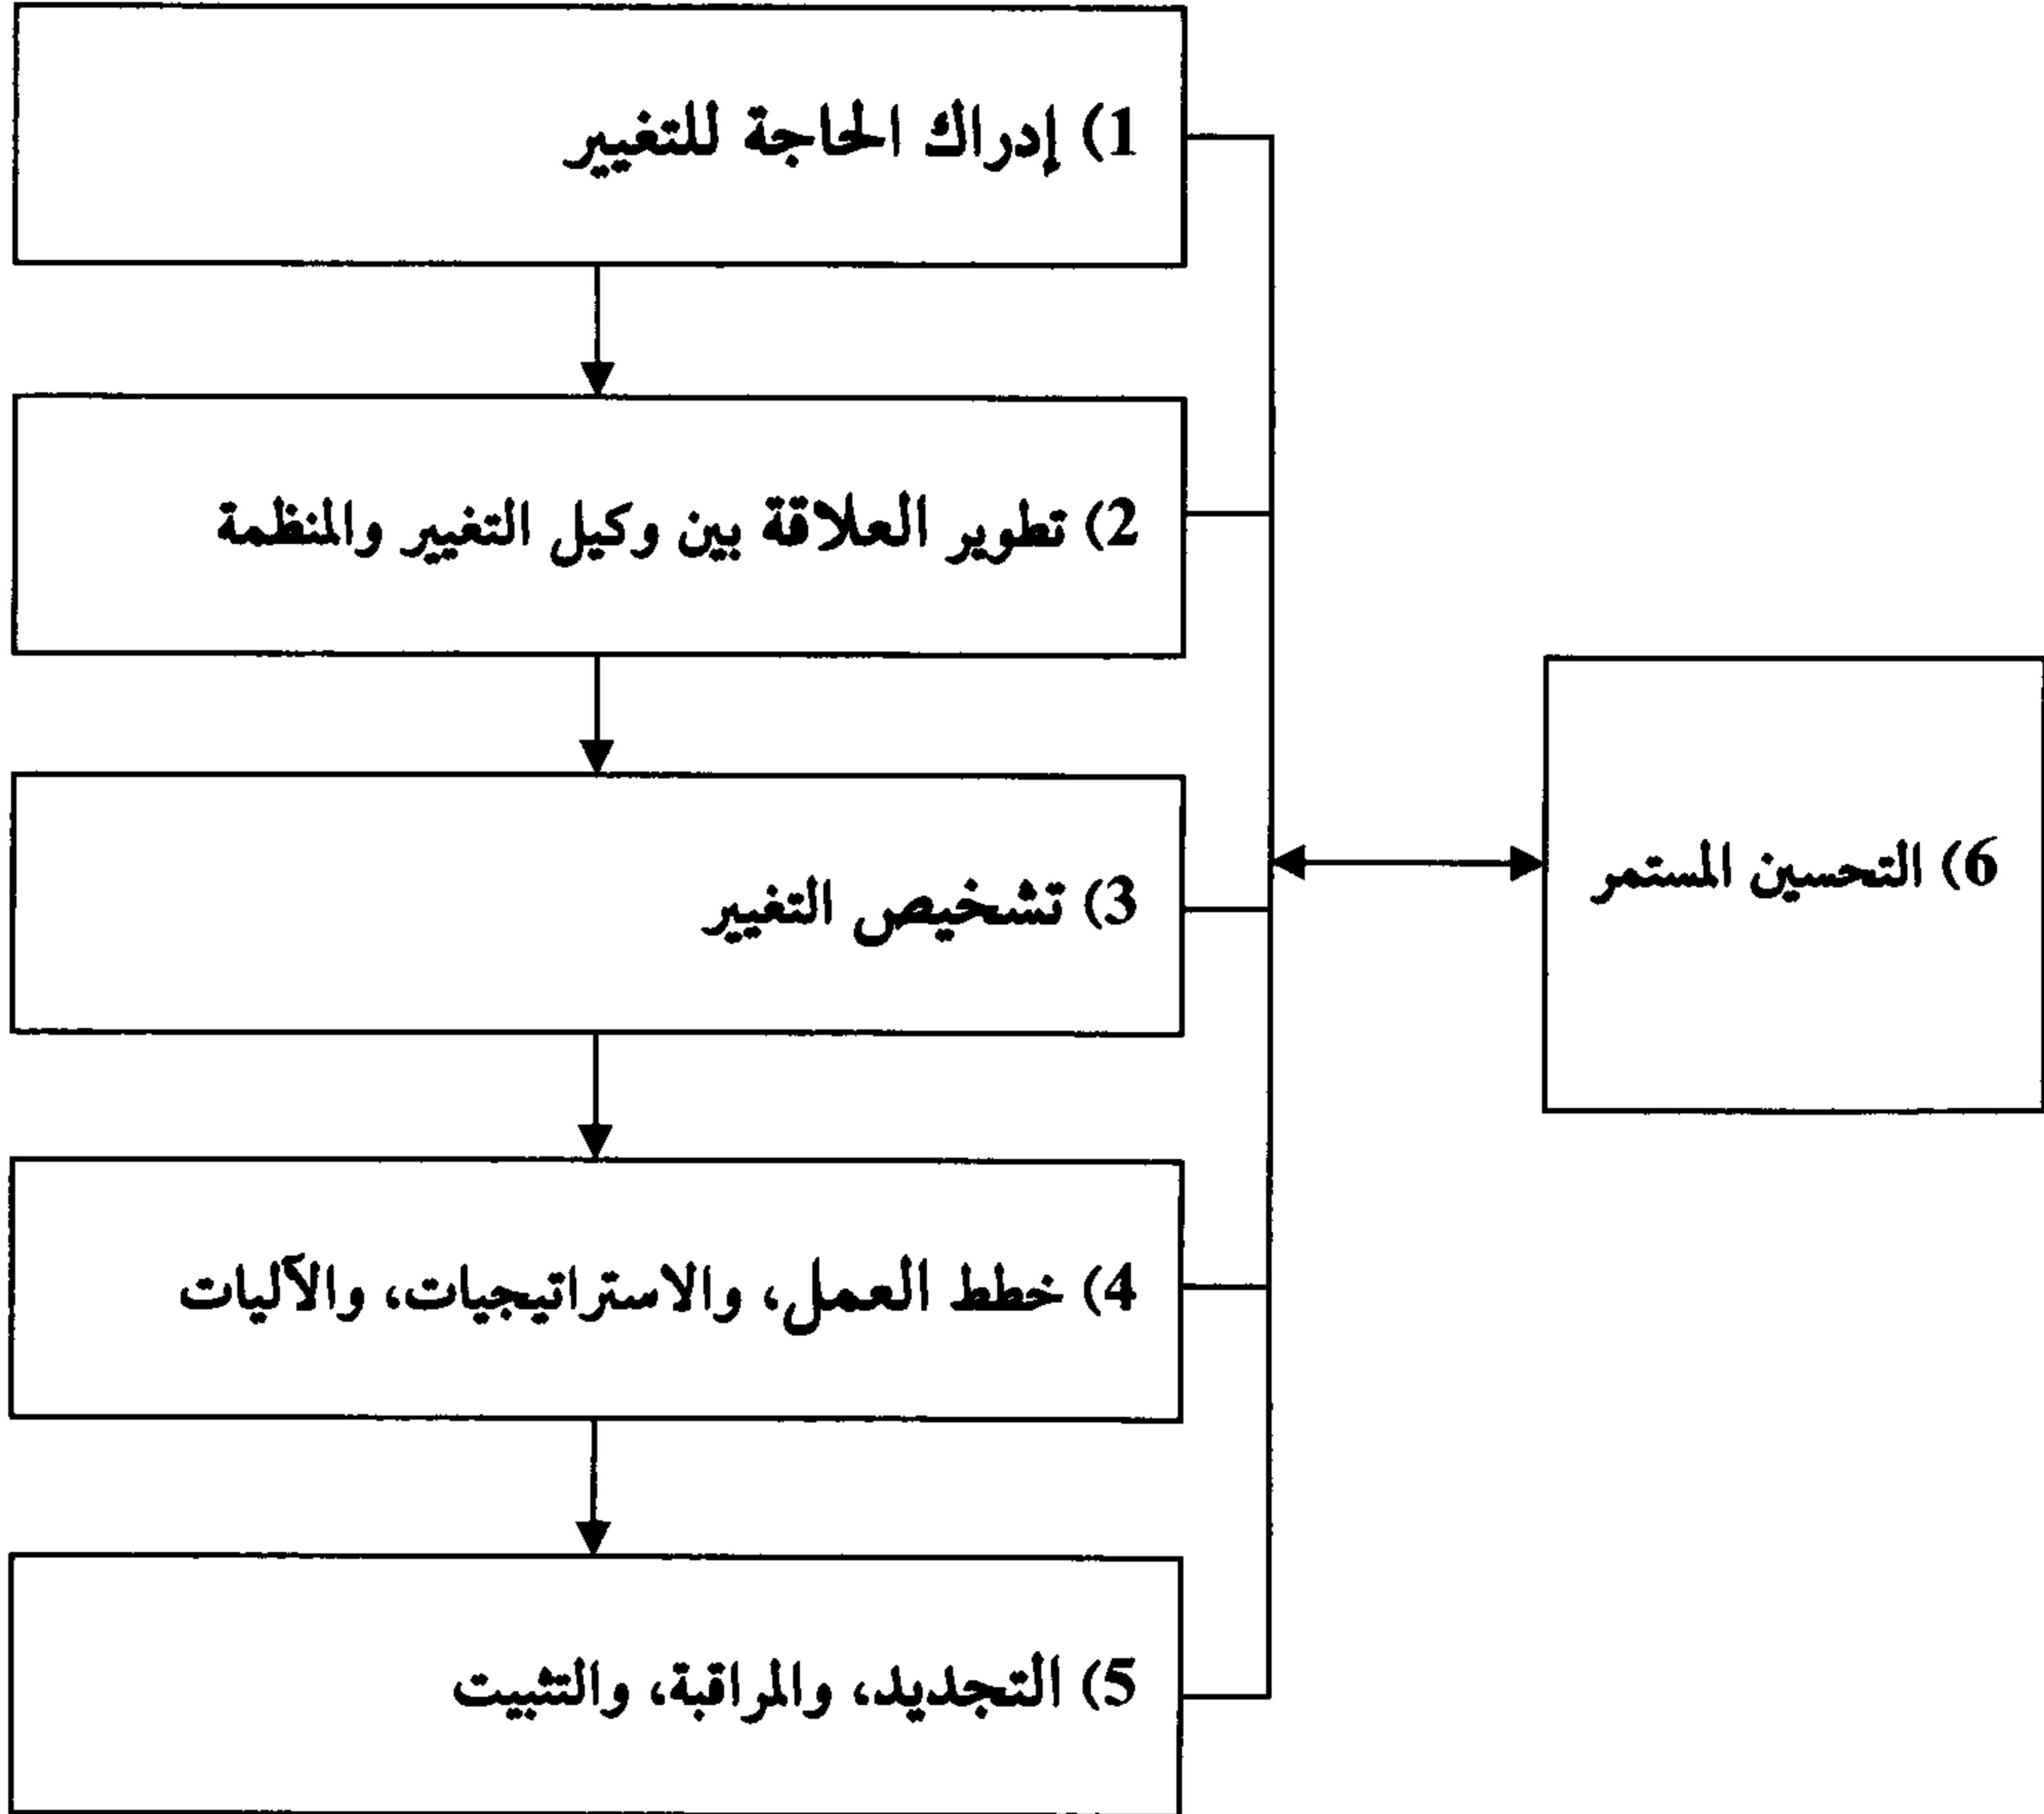 1) إدراك الحاجة للتغيير
2) تطوير العلاقة بين وكيل التغيير والمنظمة
3) تشخيص التغيير
4) خطط العمل، والاستراتيجيات، والآليات
5) التجديد، والمراقبة، والتثبيت
6) التحسين المستمر